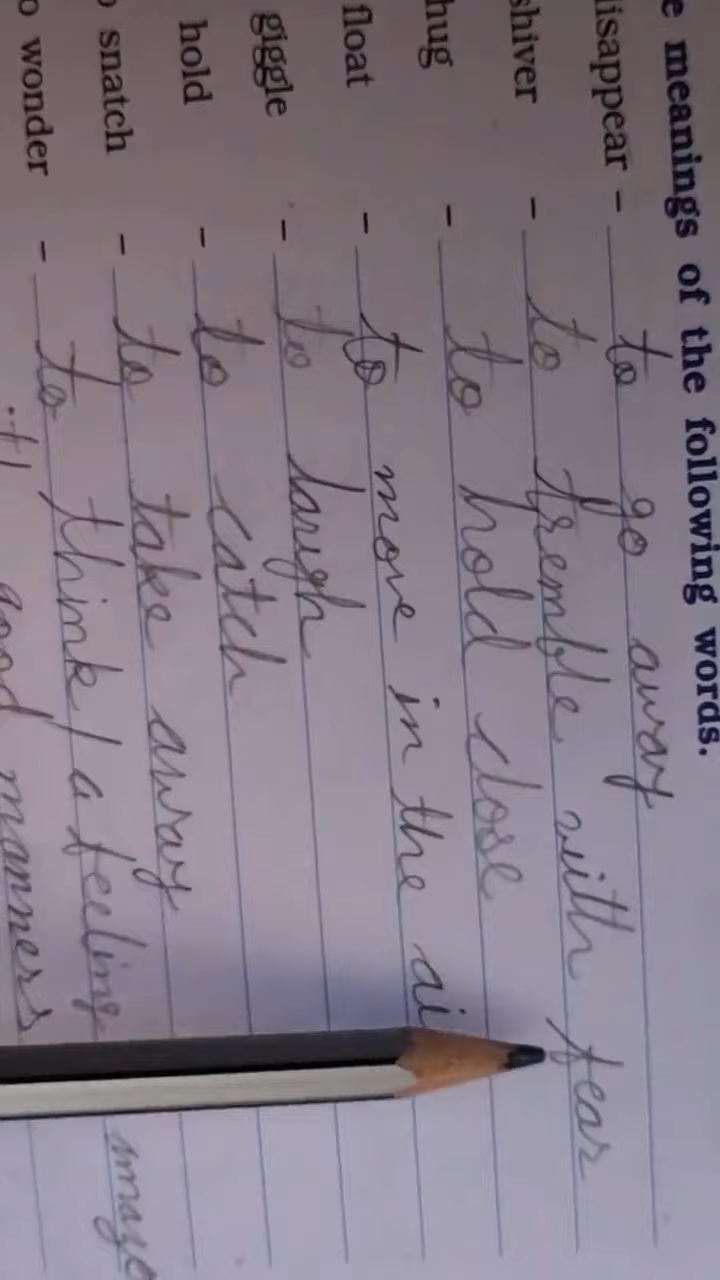 e meanings of the following words.
isappear - to go away
shiver - to tremble with fear
hug - to hold close
float - to move in the ai
giggle - to laugh
hold - to catch
snatch - to take away
o wonder - to think / a feeling
good manners